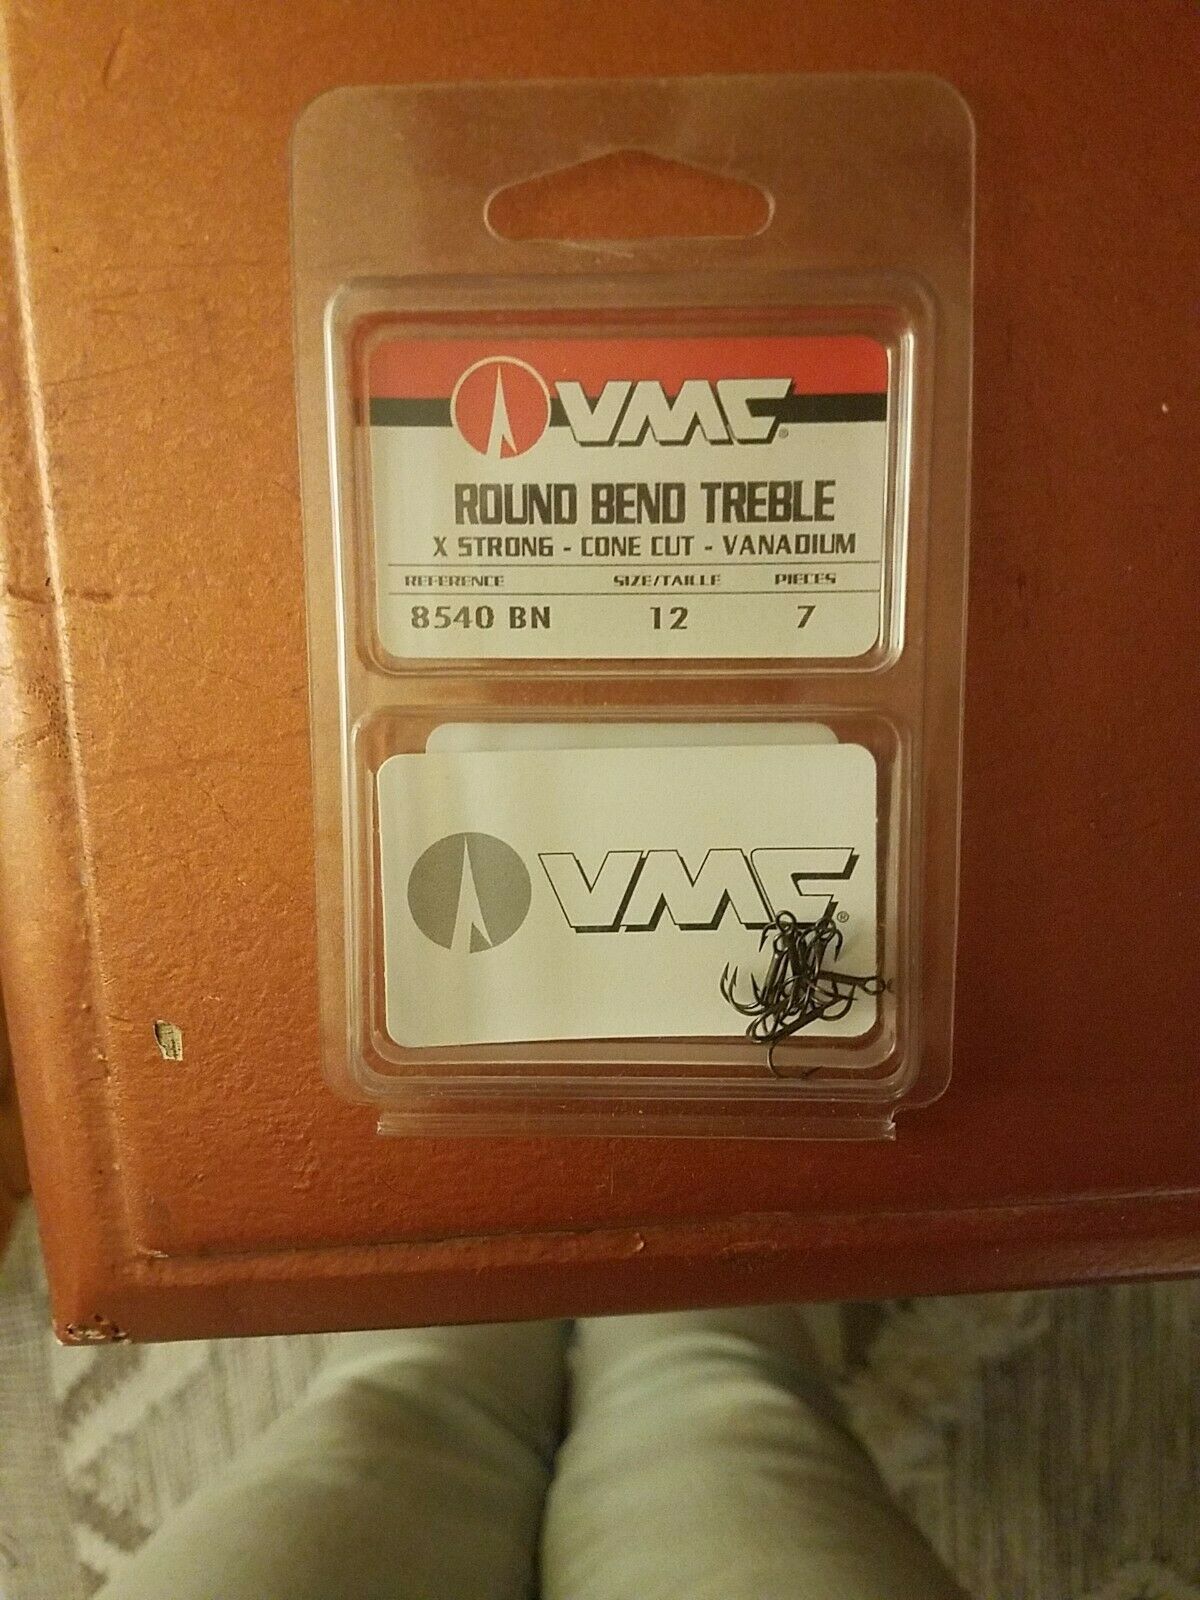 VMC®
ROUND BEND TREBLE
X STRONG - CONE CUT - VANADIUM
REFERENCE SIZE/TAILLE PIECES
8540 BN 12 7
VMC®